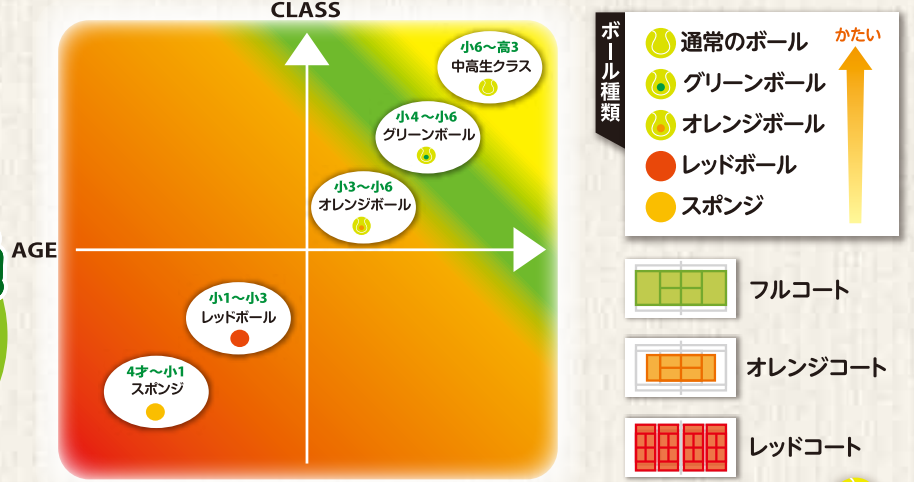 CLASS
AGE
小6〜高3
中高生クラス
小4〜小6
グリーンボール
小3〜小6
オレンジボール
小1〜小3
レッドボール
4才〜小1
スポンジ
ボール種類
かたい
通常のボール
グリーンボール
オレンジボール
レッドボール
スポンジ
フルコート
オレンジコート
レッドコート